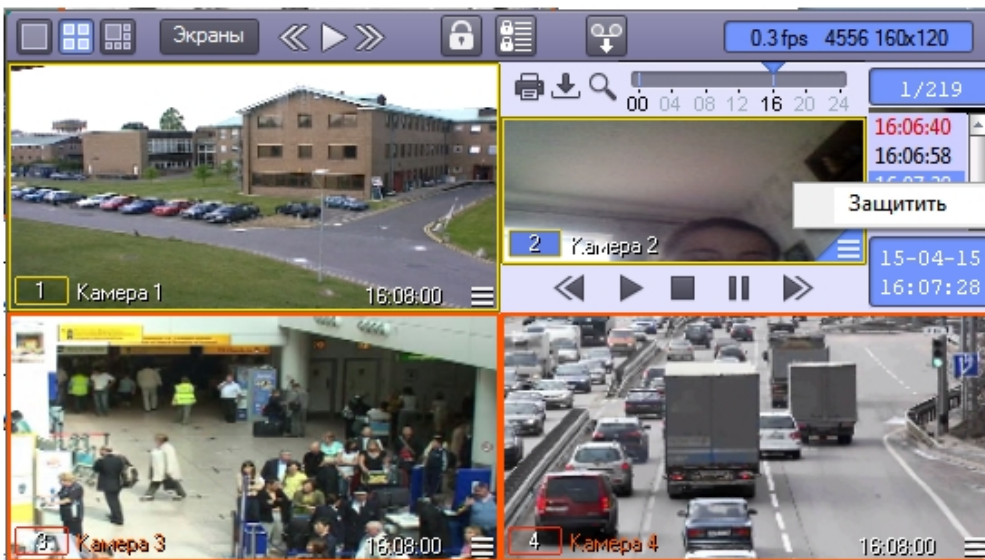 Экраны
0.3 fps 4556 160x120
00 04 08 12 16 20 24
1/219
16:06:40
16:06:58
Защитить
2 Камера 2
15-04-15
16:07:28
1 Камера 1 16:08:00
3 Камера 3 16:08:00
4 Камера 4 16:08:00